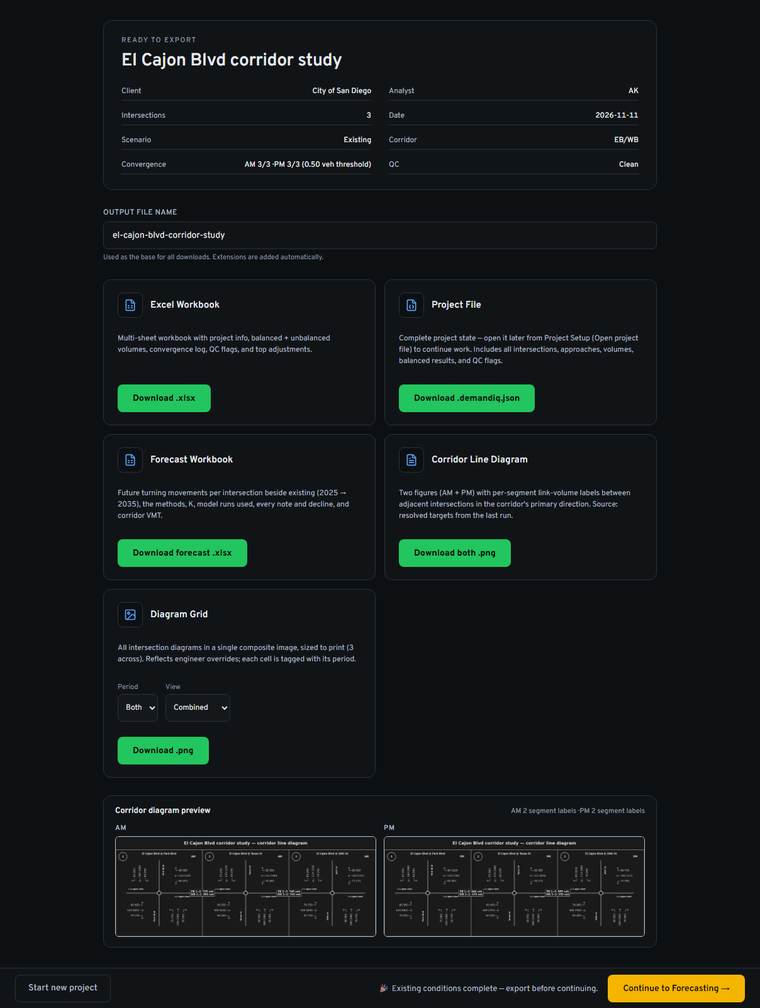 READY TO EXPORT
El Cajon Blvd corridor study
Client City of San Diego
Analyst AK
Intersections 3
Date 2026-11-11
Scenario Existing
Corridor EB/WB
Convergence AM 3/3 ·PM 3/3 (0.50 veh threshold)
QC Clean
OUTPUT FILE NAME
el-cajon-blvd-corridor-study
Used as the base for all downloads. Extensions are added automatically.
Excel Workbook
Multi-sheet workbook with project info, balanced + unbalanced
volumes, convergence log, QC flags, and top adjustments.
Download .xlsx
Project File
Complete project state — open it later from Project Setup (Open project
file) to continue work. Includes all intersections, approaches, volumes,
balanced results, and QC flags.
Download .demandiq.json
Forecast Workbook
Future turning movements per intersection beside existing (2025 →
2035), the methods, K, model runs used, every note and decline, and
corridor VMT.
Download forecast .xlsx
Corridor Line Diagram
Two figures (AM + PM) with per-segment link-volume labels between
adjacent intersections in the corridor's primary direction. Source:
resolved targets from the last run.
Download both .png
Diagram Grid
All intersection diagrams in a single composite image, sized to print (3
across). Reflects engineer overrides; each cell is tagged with its period.
Period View
Both Combined
Download .png
Corridor diagram preview
AM 2 segment labels ·PM 2 segment labels
AM
El Cajon Blvd corridor study — corridor line diagram
PM
El Cajon Blvd corridor study — corridor line diagram
Start new project
🎉 Existing conditions complete — export before continuing.
Continue to Forecasting →